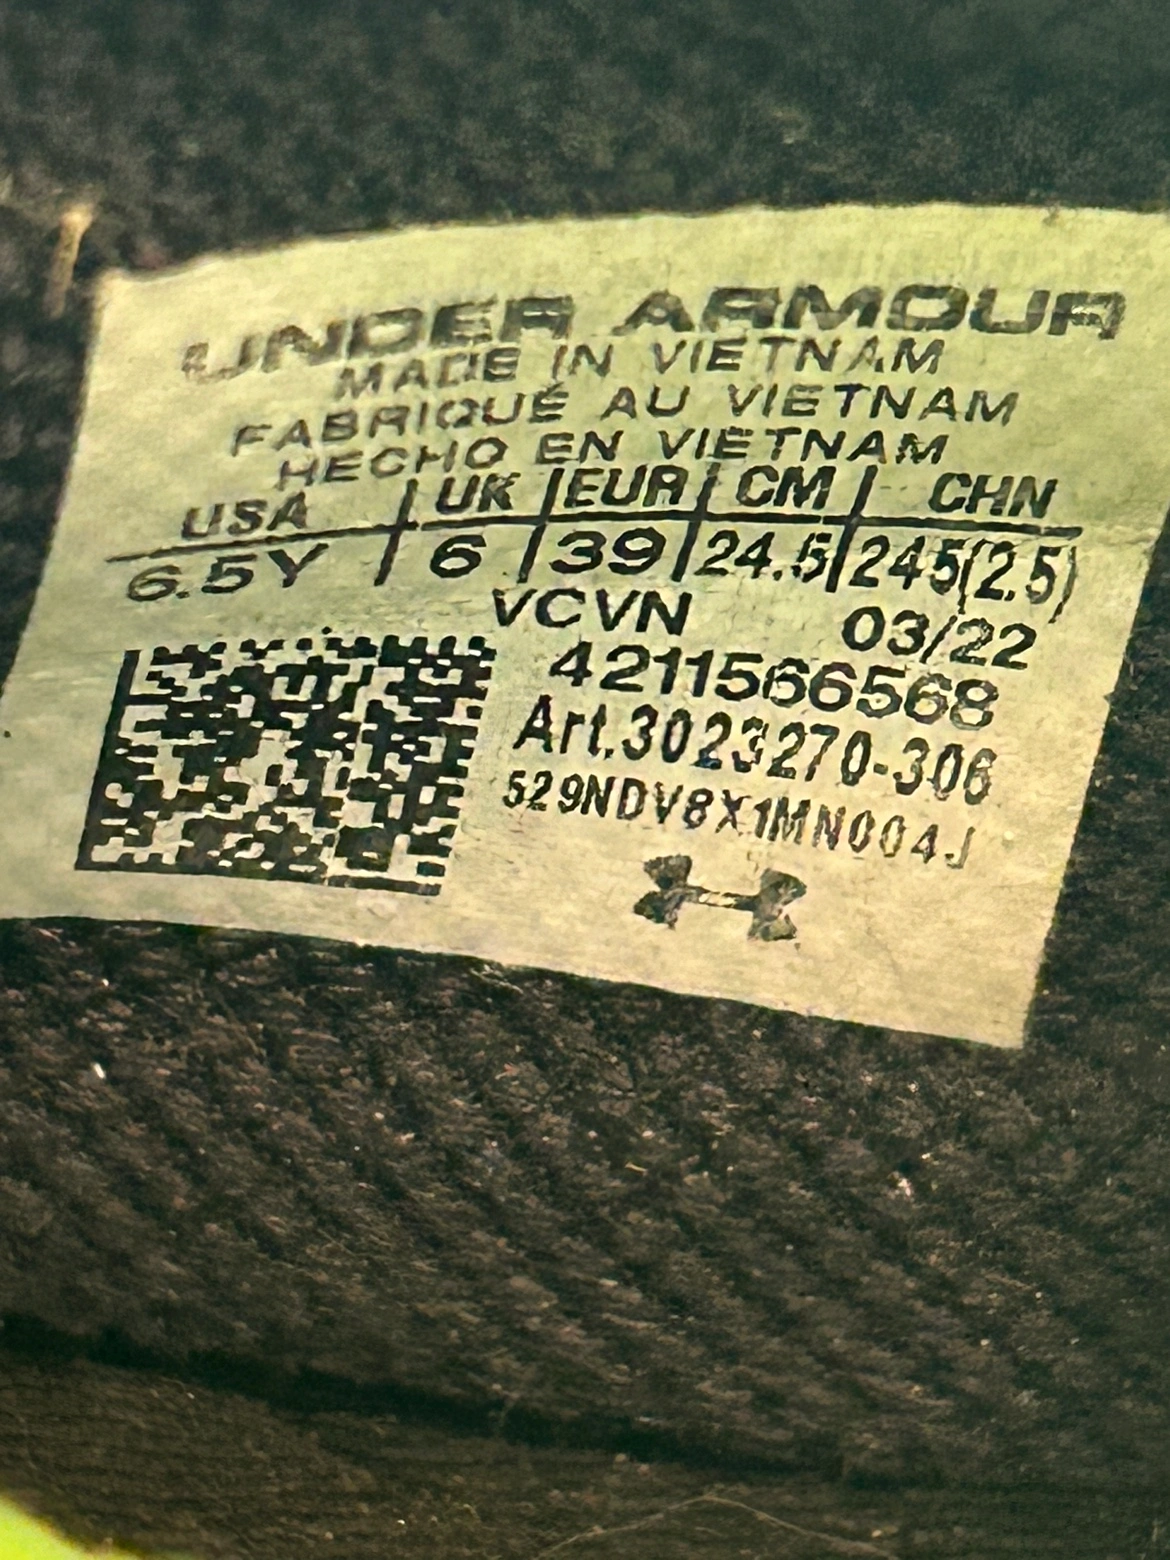 UNDER ARMOUR
MADE IN VIETNAM
FABRIQUÉ AU VIETNAM
HECHO EN VIETNAM
USA | UK | EUR | CM | CHN
6.5Y | 6 | 39 | 24.5 | 245(2.5)
VCVN 03/22
4211566568
Art.3023270-306
529NDV8X1MN004J